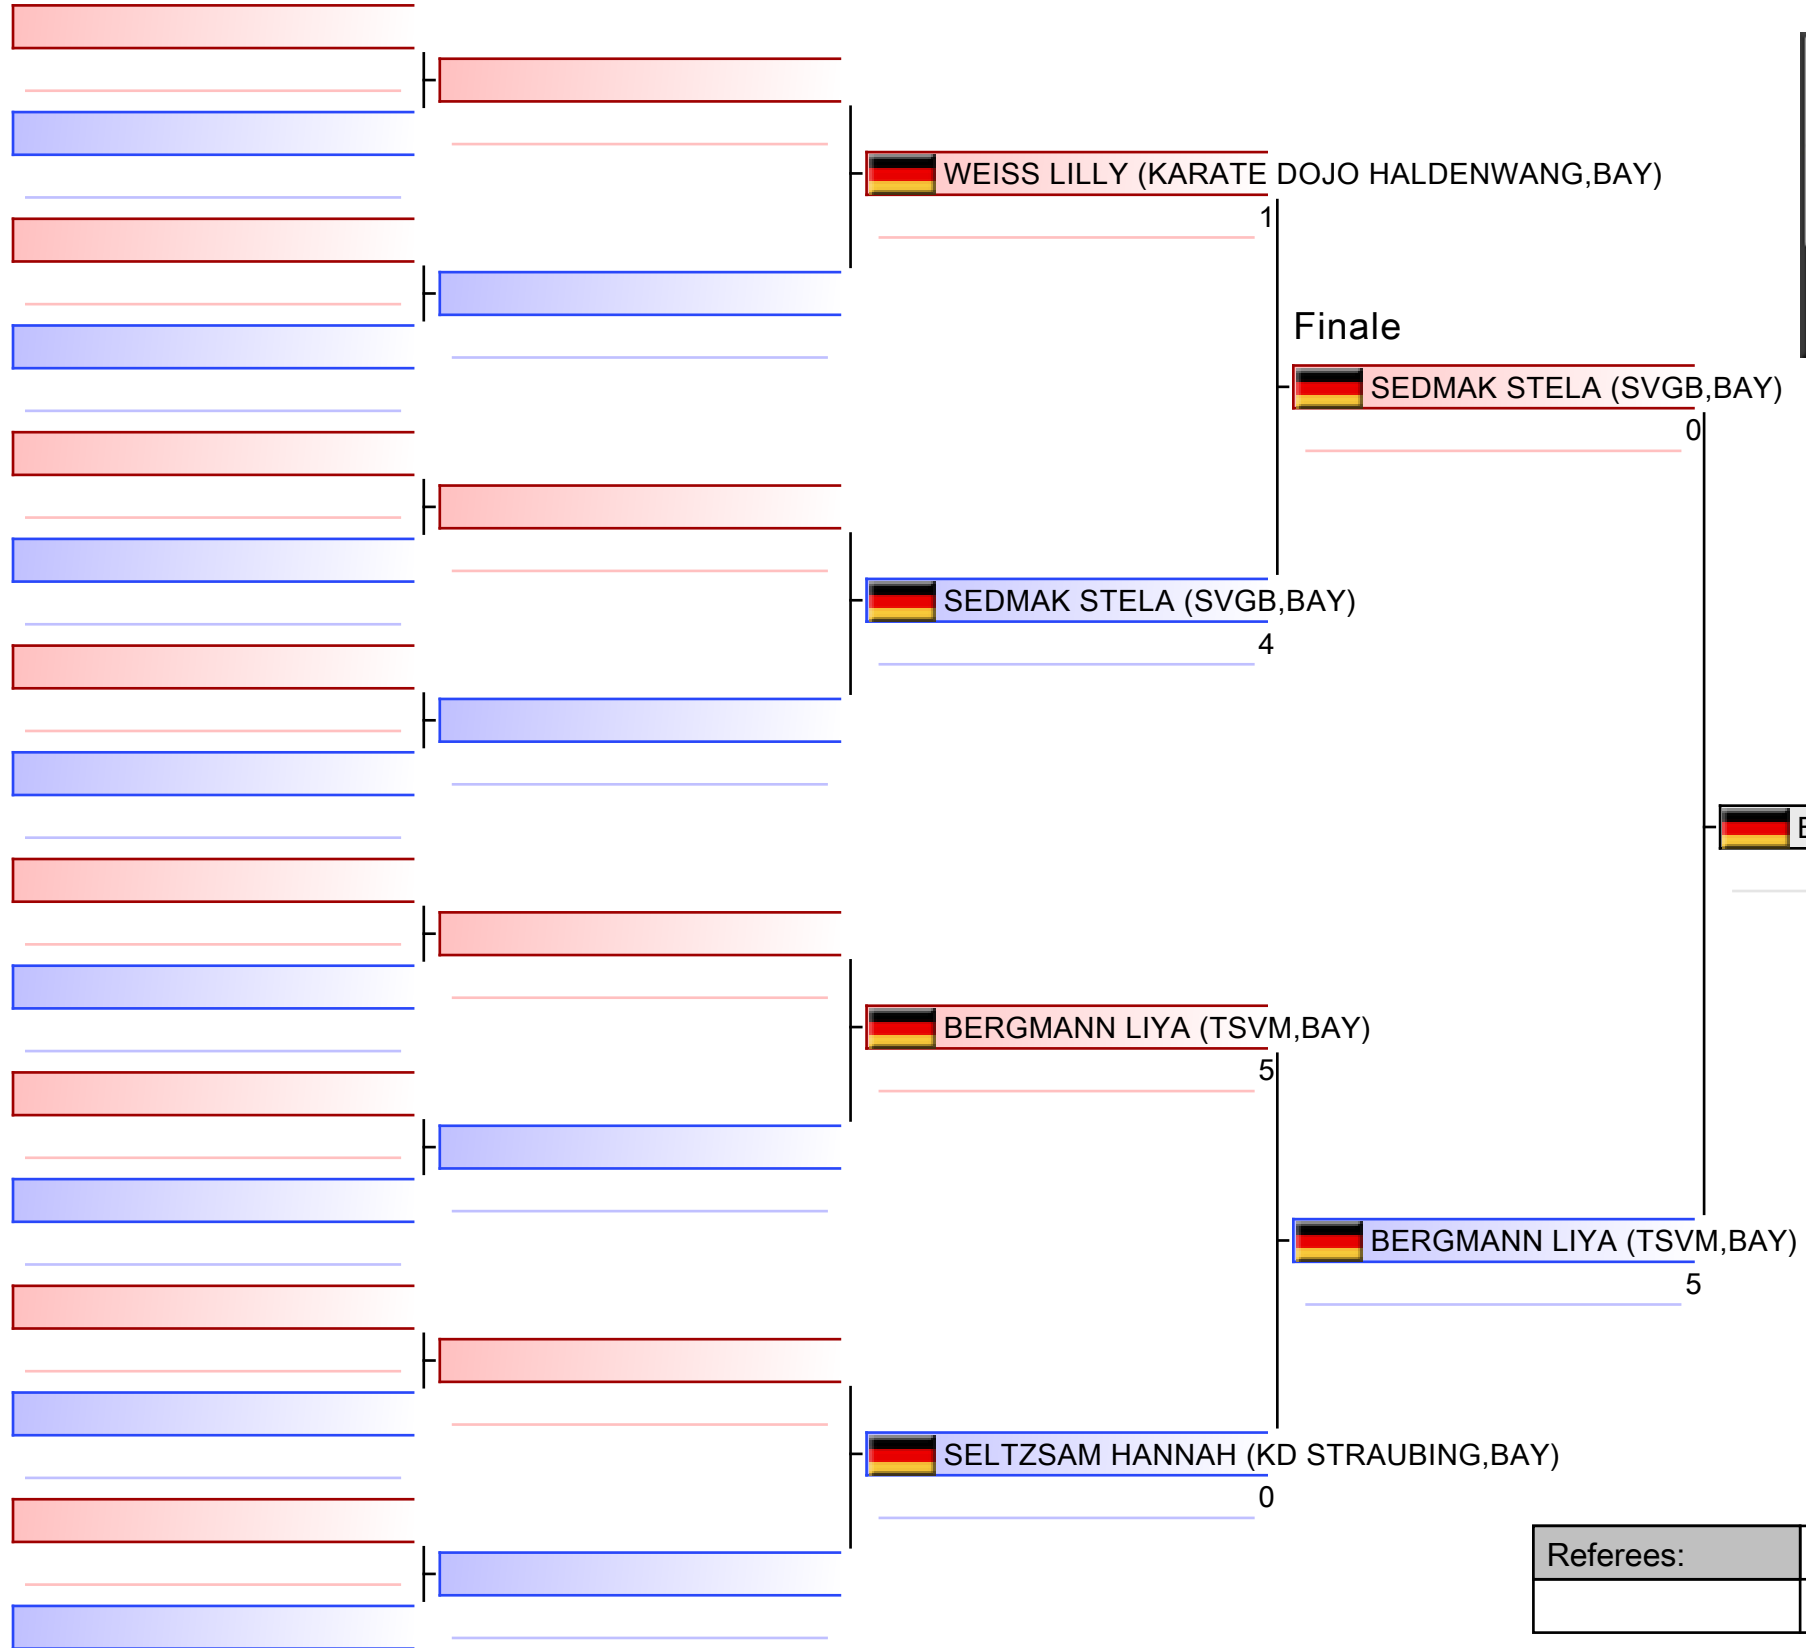 WEISS LILLY (KARATE DOJO HALDENWANG,BAY)
1
Finale
SEDMAK STELA (SVGB,BAY)
0
SEDMAK STELA (SVGB,BAY)
4
BERGMANN LIYA (TSVM,BAY)
5
BERGMANN LIYA (TSVM,BAY)
5
SELTZSAM HANNAH (KD STRAUBING,BAY)
0
Referees: